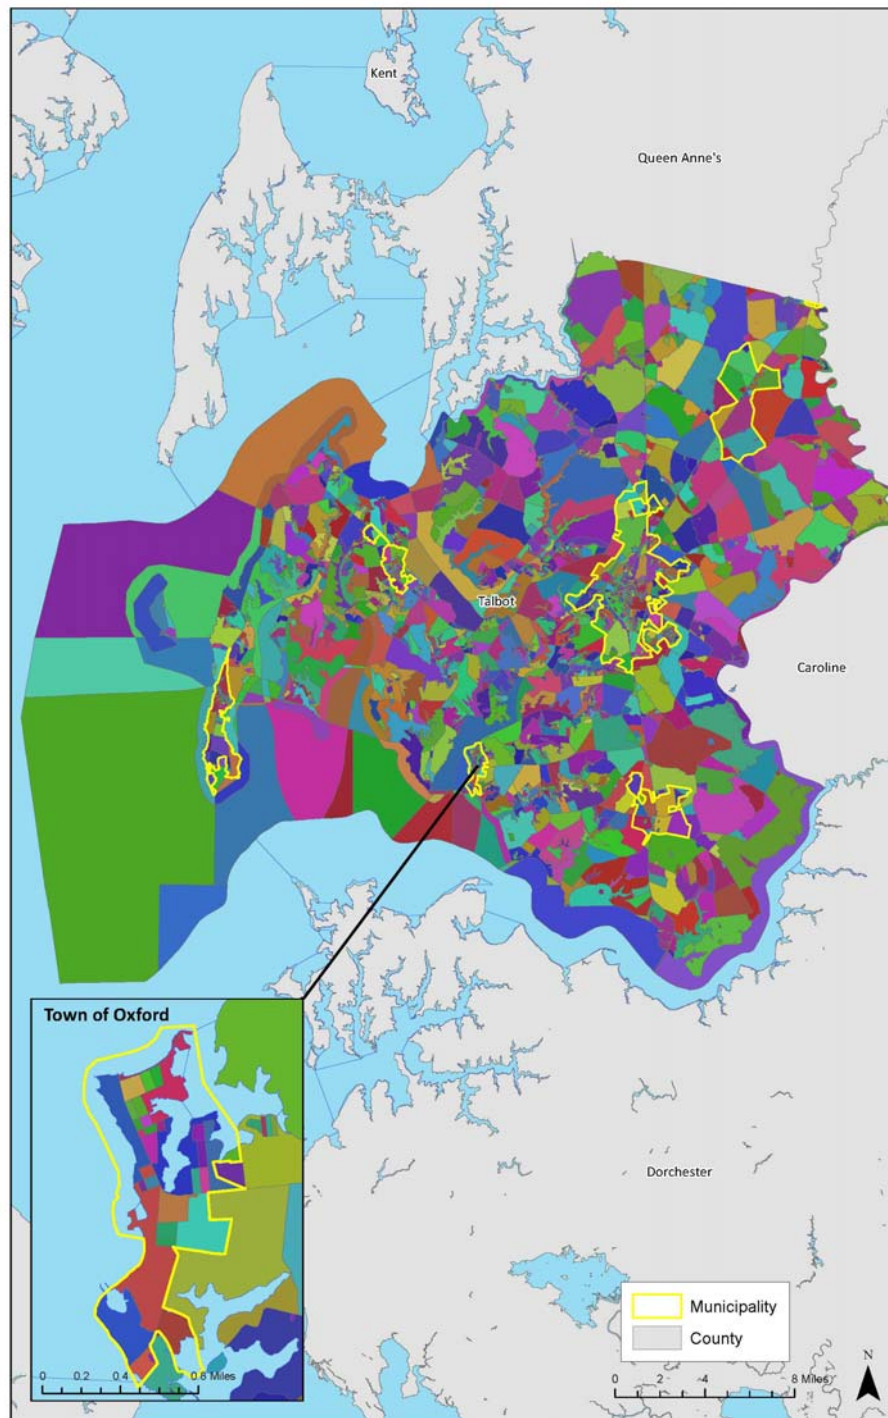 Kent
Queen Anne's
Talbot
Caroline
Town of Oxford
Dorchester
Municipality
County
N
0 0.2 0.4 0.6 Miles
0 2 4 8 Miles